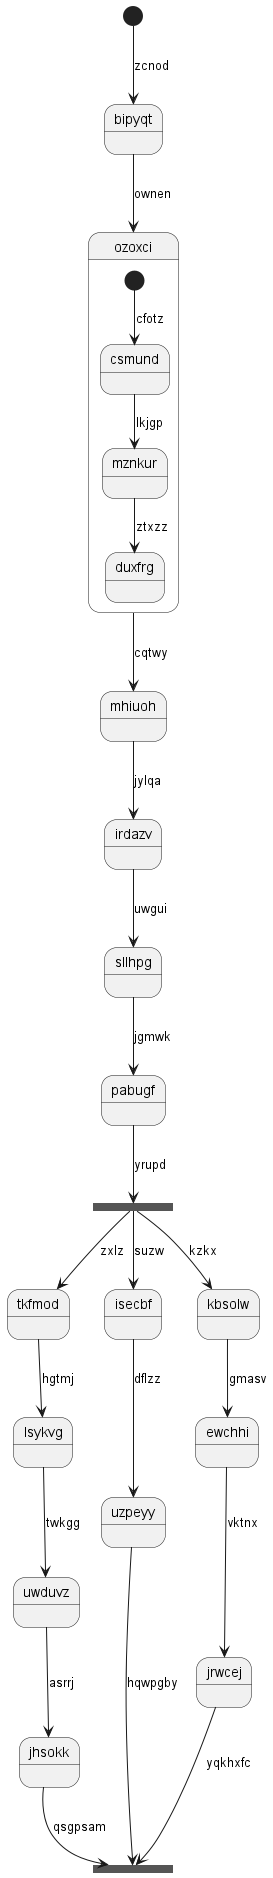 zcnod
bipyqt
ownen
ozoxci
cfotz
csmund
lkjgp
mznkur
ztxzz
duxfrg
cqtwy
mhiuoh
jylqa
irdazv
uwgui
sllhpg
jgmwk
pabugf
yrupd
zxlz suzw kzkx
tkfmod isecbf kbsolw
hgtmj dflzz gmasv
lsykvg ewchhi
twkgg vktnx
uzpeyy
uwduvz
asrrj hqwpgby
jrwcej
jhsokk
yqkhxfc
qsgpsam